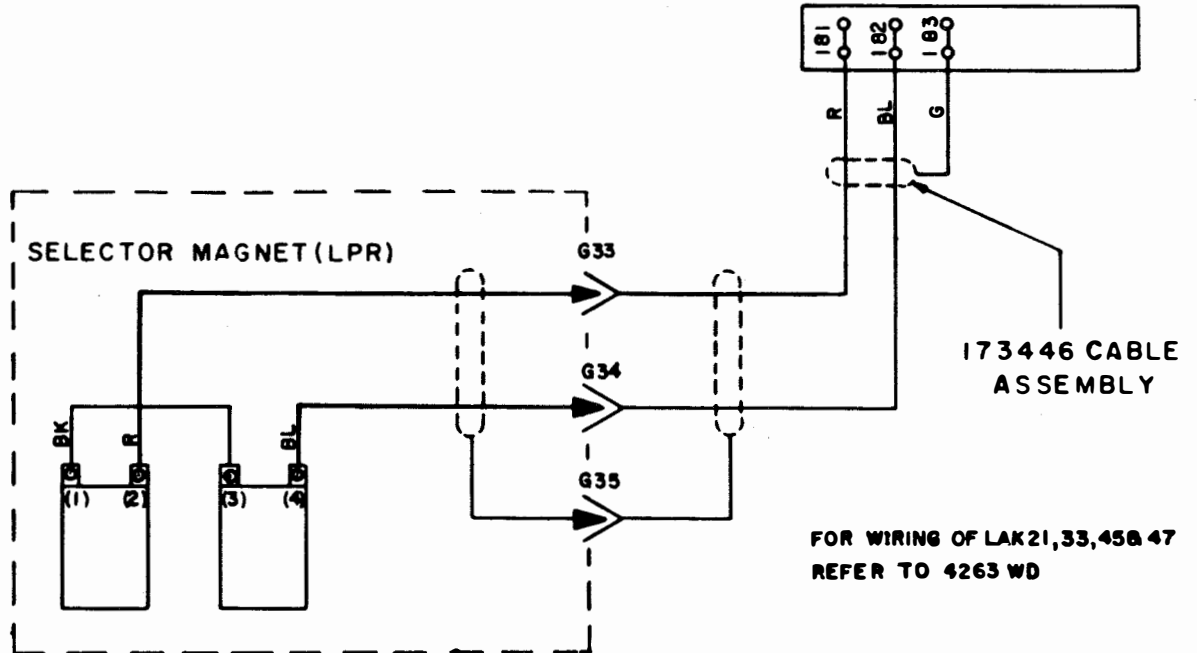 181 182 183
R BL G
SELECTOR MAGNET(LPR)
G33
173446 CABLE
ASSEMBLY
G34
BK R BL
G35
(1) (2) (3) (4)
FOR WIRING OF LAK21,33,45& 47
REFER TO 4263 WD